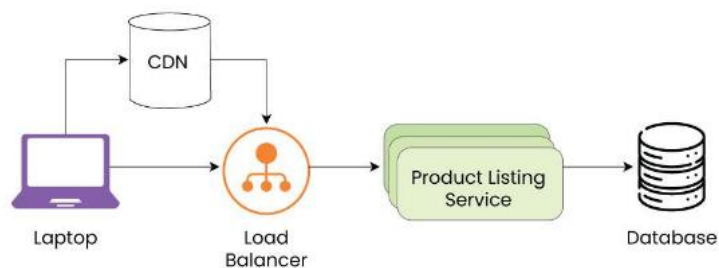 CDN
Product Listing
Service
Laptop
Load
Balancer
Database